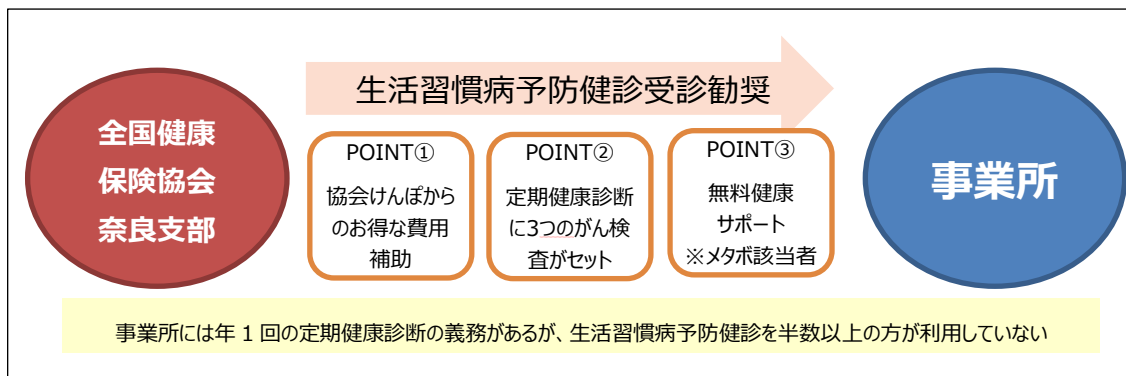 生活習慣病予防健診受診勧奨
全国健康
保険協会
奈良支部
POINT①
協会けんぽから
のお得な費用
補助
POINT②
定期健康診断
に3つのがん検
査がセット
POINT③
無料健康
サポート
※メタボ該当者
事業所
事業所には年 1 回の定期健康診断の義務があるが、生活習慣病予防健診を半数以上の方が利用していない